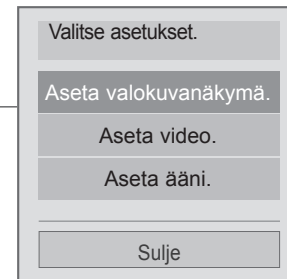 Valitse asetukset.
Aseta valokuvanäkymä.
Aseta video.
Aseta ääni.
Sulje